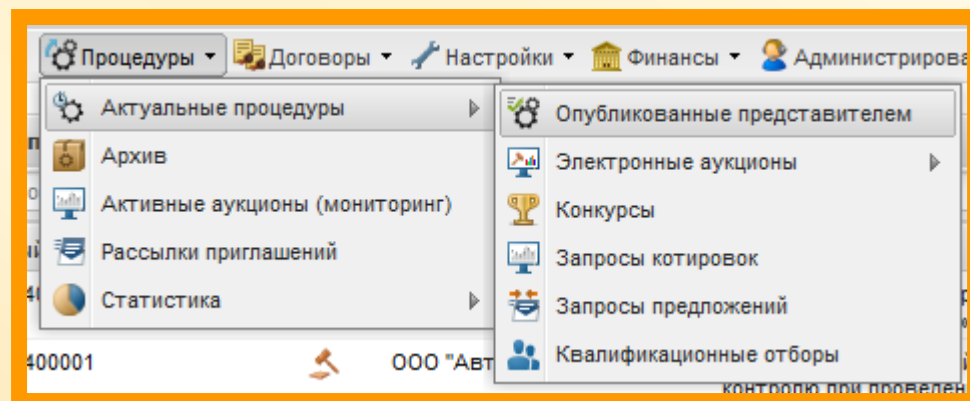 Процедуры Договоры Настройки Финансы
Актуальные процедуры
Архив
Активные аукционы (мониторинг)
Рассылки приглашений
Статистика
Опубликованные представителем
Электронные аукционы
Конкурсы
Запросы котировок
Запросы предложений
Квалификационные отборы
400001 ООО "Авт
контролю при проведен